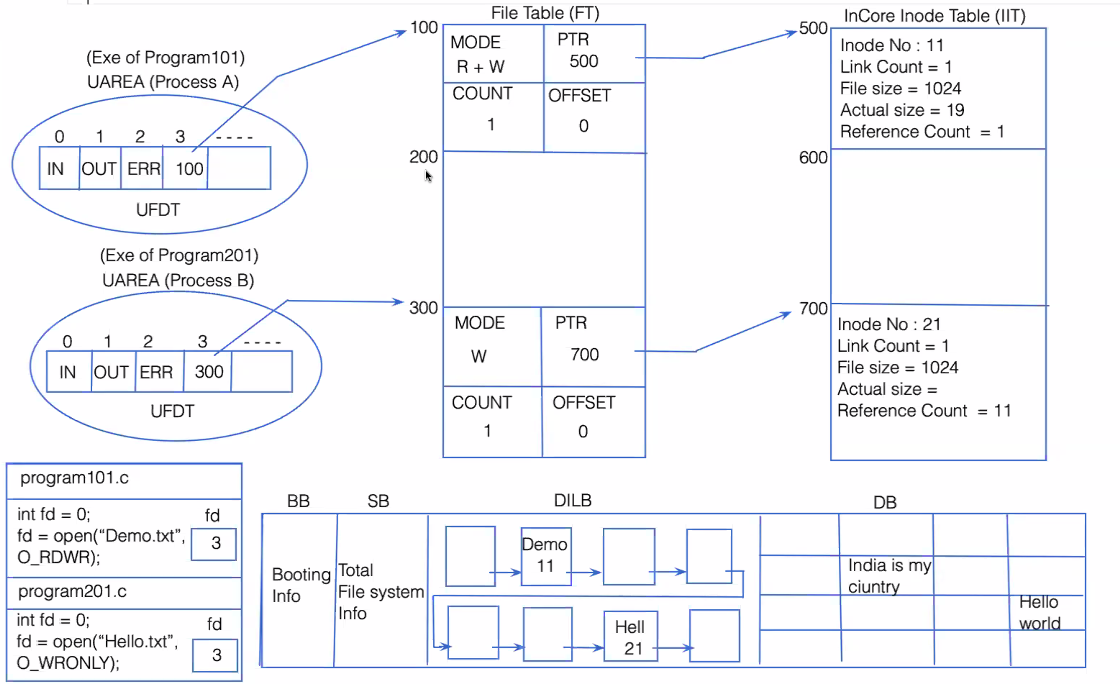 File Table (FT)
InCore Inode Table (IIT)
(Exe of Program101)
UAREA (Process A)
0 1 2 3 ----
IN OUT ERR 100
UFDT
(Exe of Program201)
UAREA (Process B)
0 1 2 3 ----
IN OUT ERR 300
UFDT
100
MODE PTR
R + W 500
COUNT OFFSET
1 0
200
300
MODE PTR
W 700
COUNT OFFSET
1 0
500
Inode No : 11
Link Count = 1
File size = 1024
Actual size = 19
Reference Count = 1
600
700
Inode No : 21
Link Count = 1
File size = 1024
Actual size =
Reference Count = 11
program101.c
int fd = 0; fd
fd = open(“Demo.txt”, 3
O_RDWR);
program201.c
int fd = 0; fd
fd = open(“Hello.txt”, 3
O_WRONLY);
BB SB DILB DB
Booting
Info
Total
File system
Info
Demo
11
Hell
21
India is my
ciuntry
Hello
world